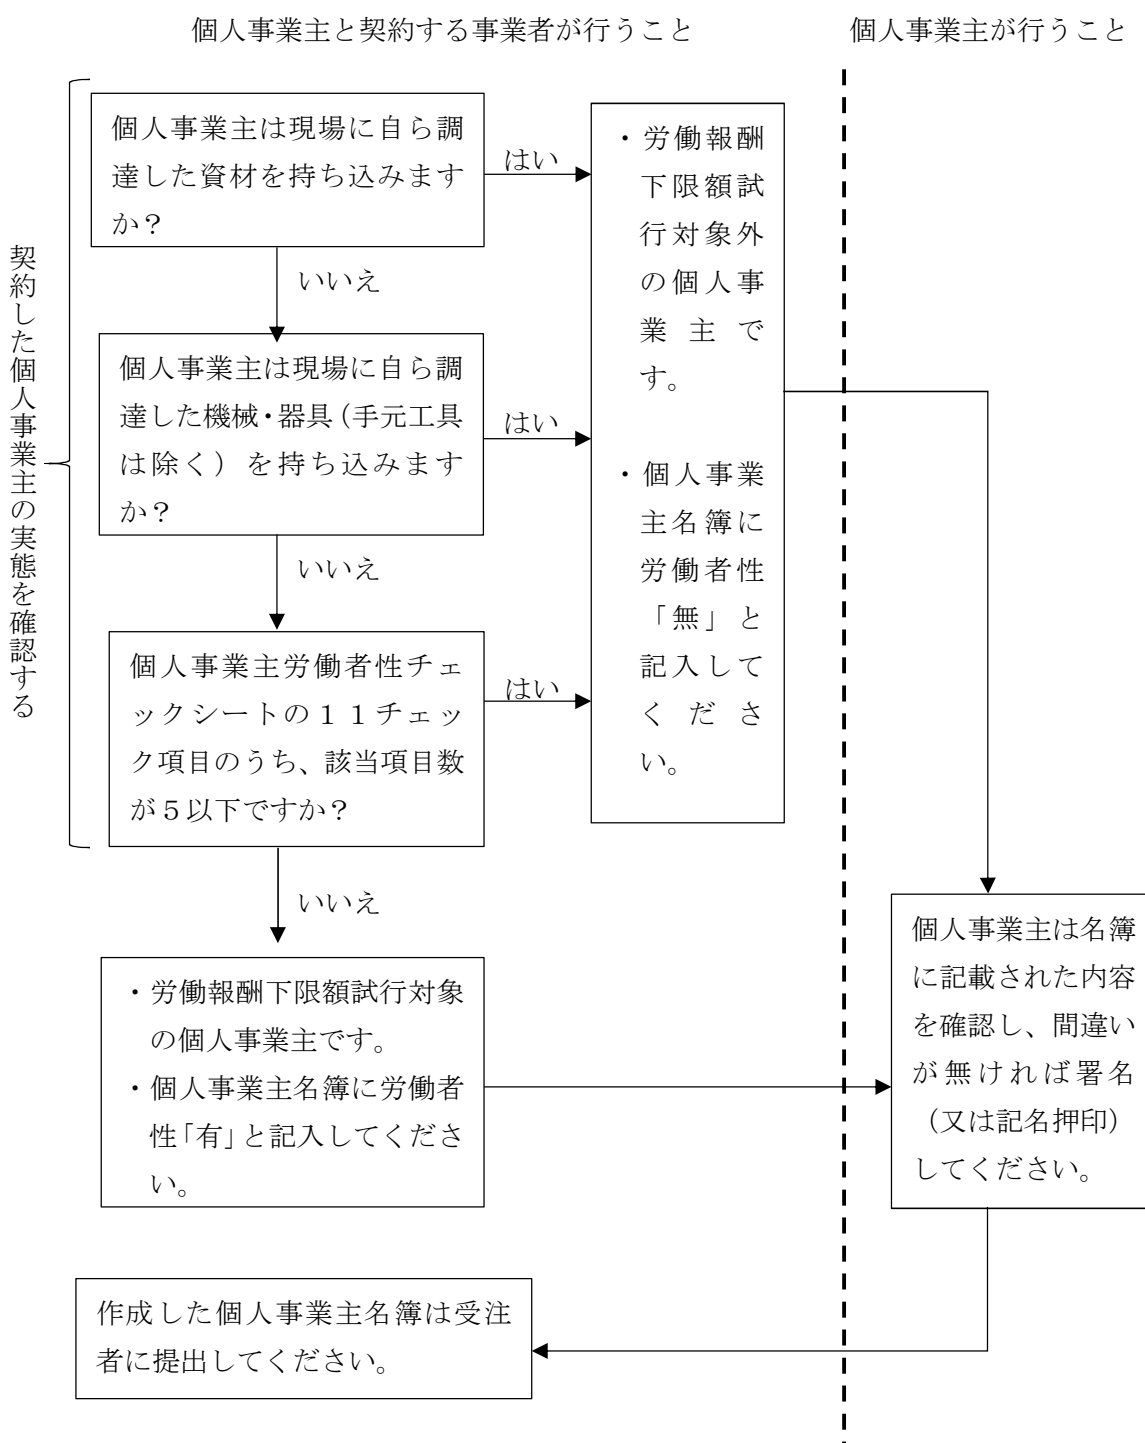 個人事業主と契約する事業者が行うこと
個人事業主が行うこと
契約した個人事業主の実態を確認する
個人事業主は現場に自ら調
達した資材を持ち込みます
か？
はい
いいえ
個人事業主は現場に自ら調
達した機械・器具（手元工具
は除く）を持ち込みます
か？
はい
いいえ
個人事業主労働者性チェ
ックシートの１１チェッ
ク項目のうち、該当項目数
が５以下ですか？
はい
いいえ
・労働報酬
下限額試
行対象外
の個人事
業主で
す。
・個人事業
主名簿に
労働者性
「無」と
記入して
くださ
い。
・労働報酬下限額試行対象
の個人事業主です。
・個人事業主名簿に労働者
性「有」と記入してくださ
い。
個人事業主は名簿
に記載された内容
を確認し、間違い
が無ければ署名
（又は記名押印）
してください。
作成した個人事業主名簿は受注
者に提出してください。